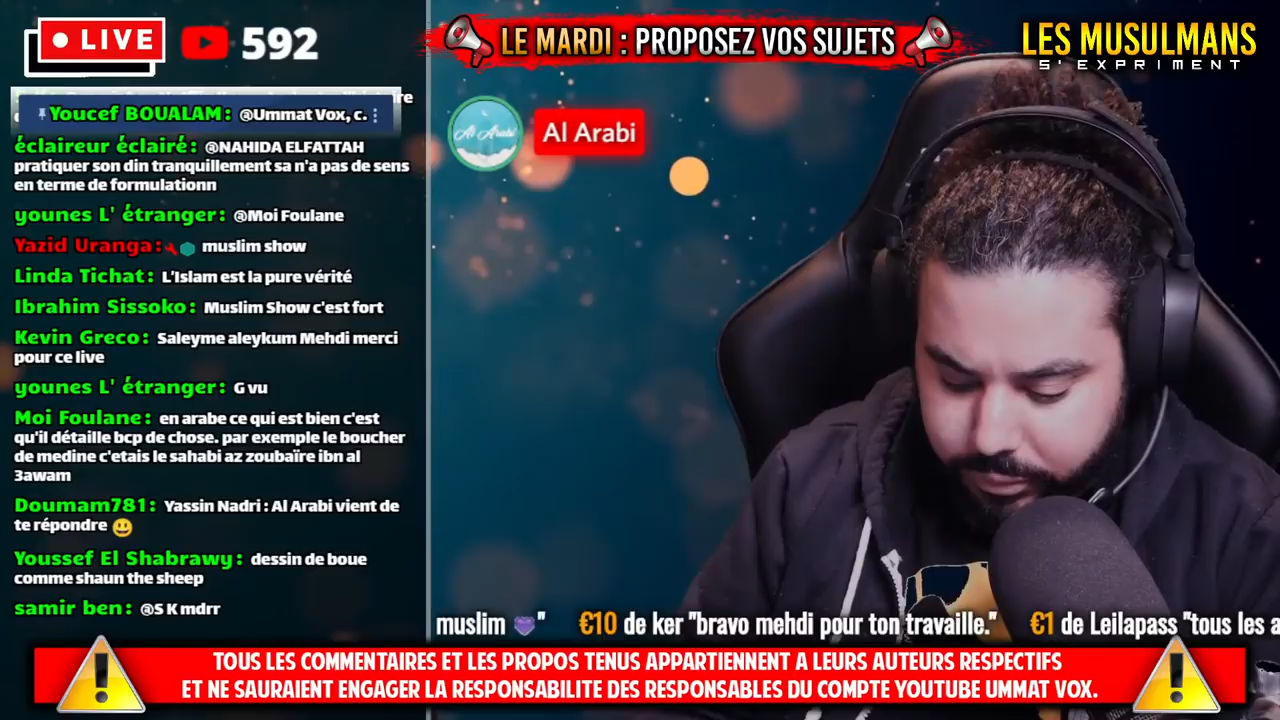 LIVE
592
LE MARDI : PROPOSEZ VOS SUJETS
LES MUSULMANS
S'EXPRIMENT
Youcef BOUALAM: @Ummat Vox, c.
éclaireur éclairé: @NAHIDA ELFATTAH
pratiquer son din tranquillement sa n'a pas de sens
en terme de formulationn
younes L' étranger: @Moi Foulane
Yazid Uranga: muslim show
Linda Tichat: L'Islam est la pure vérité
Ibrahim Sissoko: Muslim Show c'est fort
Kevin Greco: Saleyme aleykum Mehdi merci
pour ce live
younes L' étranger: G vu
Moi Foulane: en arabe ce qui est bien c'est
qu'il détaille bcp de chose. par exemple le boucher
de medine c'etais le sahabi az zoubaïre ibn al
3awam
Doumam781: Yassin Nadri : Al Arabi vient de
te répondre 😃
Youssef El Shabrawy: dessin de boue
comme shaun the sheep
samir ben: @S K mdrr
Al Arabi
Al Arabi
muslim 💜" €10 de ker "bravo mehdi pour ton travaille." €1 de Leilapass "tous les a
TOUS LES COMMENTAIRES ET LES PROPOS TENUS APPARTIENNENT A LEURS AUTEURS RESPECTIFS
ET NE SAURAIENT ENGAGER LA RESPONSABILITE DES RESPONSABLES DU COMPTE YOUTUBE UMMAT VOX.